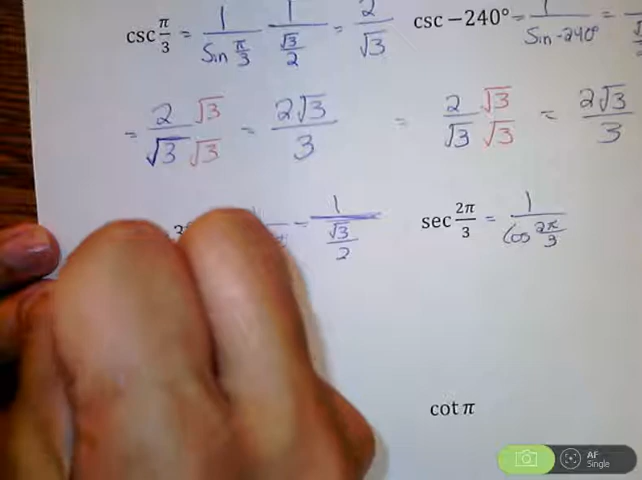 csc π/3 = 1/Sin π/3 1/(√3/2) = 2/√3 csc −240° = 1/Sin −240° =
= 2/√3 √3/√3 = 2√3/3 = 2/√3 √3/√3 = 2√3/3
= 1/(√3/2) sec 2π/3 = 1/Cos 2π/3
cot π
AF
Single